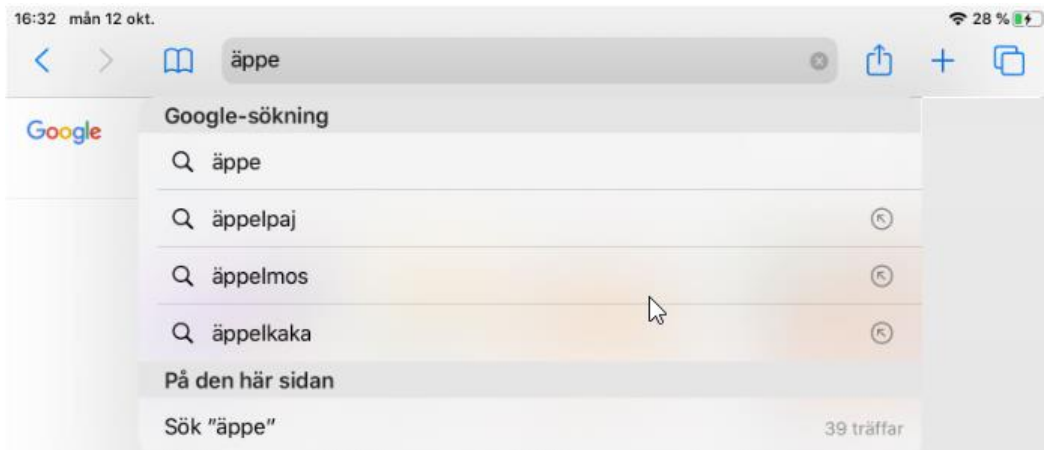 16:32 mån 12 okt. 28 %
äppe
Google
Google-sökning
äppe
äppelpaj
äppelmos
äppelkaka
På den här sidan
Sök "äppe" 39 träffar